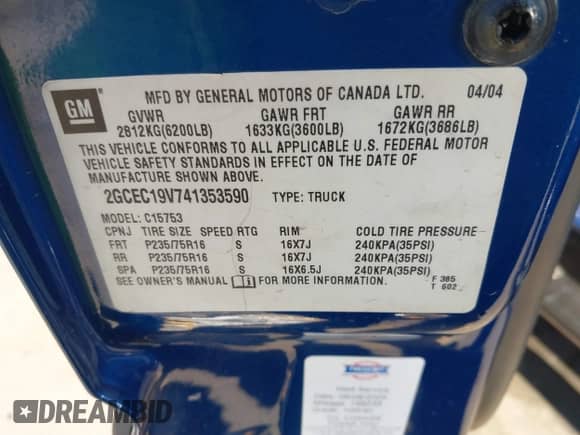 GM
MFD BY GENERAL MOTORS OF CANADA LTD. 04/04
GVWR GAWR FRT GAWR RR
2812KG(6200LB) 1633KG(3600LB) 1672KG(3686LB)
THIS VEHICLE CONFORMS TO ALL APPLICABLE U.S. FEDERAL MOTOR
VEHICLE SAFETY STANDARDS IN EFFECT ON THE DATE OF
MANUFACTURE SHOWN ABOVE.
2GCEC19V741353590 TYPE: TRUCK
MODEL: C15753
CPNJ TIRE SIZE SPEED RTG RIM COLD TIRE PRESSURE
FRT P235/75R16 S 16X7J 240KPA(35PSI)
RR P235/75R16 S 16X7J 240KPA(35PSI)
SPA P235/75R16 S 16X6.5J 240KPA(35PSI)
SEE OWNER'S MANUAL FOR MORE INFORMATION. F 385
T 602
DREAMBID